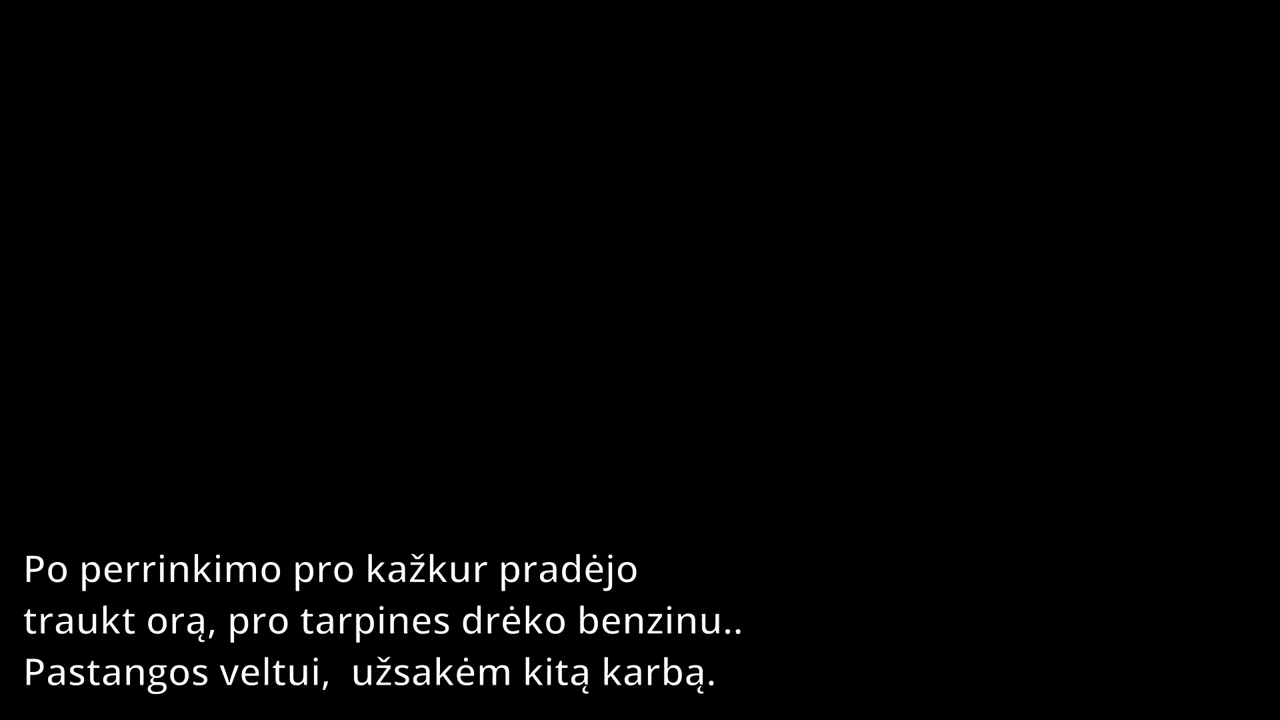 Po perrinkimo pro kažkur pradėjo
traukt orą, pro tarpines drėko benzinu..
Pastangos veltui,  užsakėm kitą karbą.